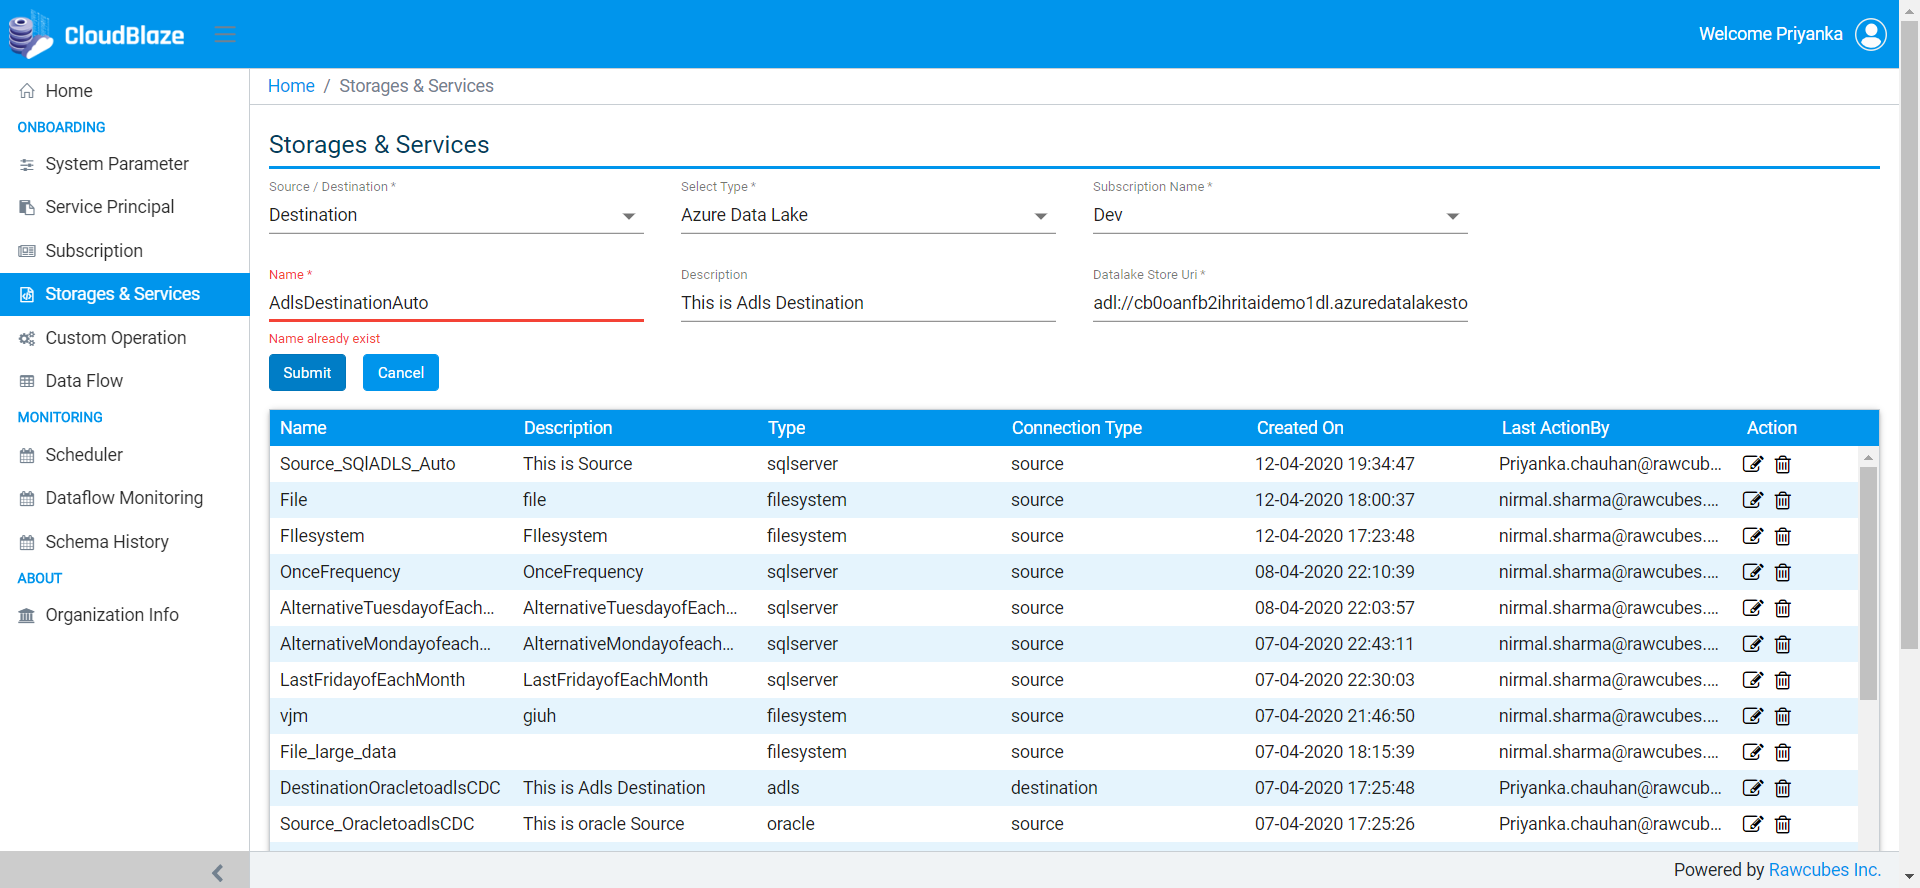 CloudBlaze
Welcome Priyanka
Home
ONBOARDING
System Parameter
Service Principal
Subscription
Storages & Services
Custom Operation
Data Flow
MONITORING
Scheduler
Dataflow Monitoring
Schema History
ABOUT
Organization Info
Home / Storages & Services
Storages & Services
Source / Destination * Select Type * Subscription Name *
Destination Azure Data Lake Dev
Name * Description Datalake Store Uri *
AdlsDestinationAuto This is Adls Destination adl://cb0oanfb2ihritaidemo1dl.azuredatalakesto
Name already exist
Submit Cancel
Name Description Type Connection Type Created On Last ActionBy Action
Source_SQlADLS_Auto This is Source sqlserver source 12-04-2020 19:34:47 Priyanka.chauhan@rawcub...
File file filesystem source 12-04-2020 18:00:37 nirmal.sharma@rawcubes....
FIlesystem FIlesystem filesystem source 12-04-2020 17:23:48 nirmal.sharma@rawcubes....
OnceFrequency OnceFrequency sqlserver source 08-04-2020 22:10:39 nirmal.sharma@rawcubes....
AlternativeTuesdayofEach... AlternativeTuesdayofEach... sqlserver source 08-04-2020 22:03:57 nirmal.sharma@rawcubes....
AlternativeMondayofeach... AlternativeMondayofeach... sqlserver source 07-04-2020 22:43:11 nirmal.sharma@rawcubes....
LastFridayofEachMonth LastFridayofEachMonth sqlserver source 07-04-2020 22:30:03 nirmal.sharma@rawcubes....
vjm giuh filesystem source 07-04-2020 21:46:50 nirmal.sharma@rawcubes....
File_large_data filesystem source 07-04-2020 18:15:39 nirmal.sharma@rawcubes....
DestinationOracletoadlsCDC This is Adls Destination adls destination 07-04-2020 17:25:48 Priyanka.chauhan@rawcub...
Source_OracletoadlsCDC This is oracle Source oracle source 07-04-2020 17:25:26 Priyanka.chauhan@rawcub...
Powered by Rawcubes Inc.